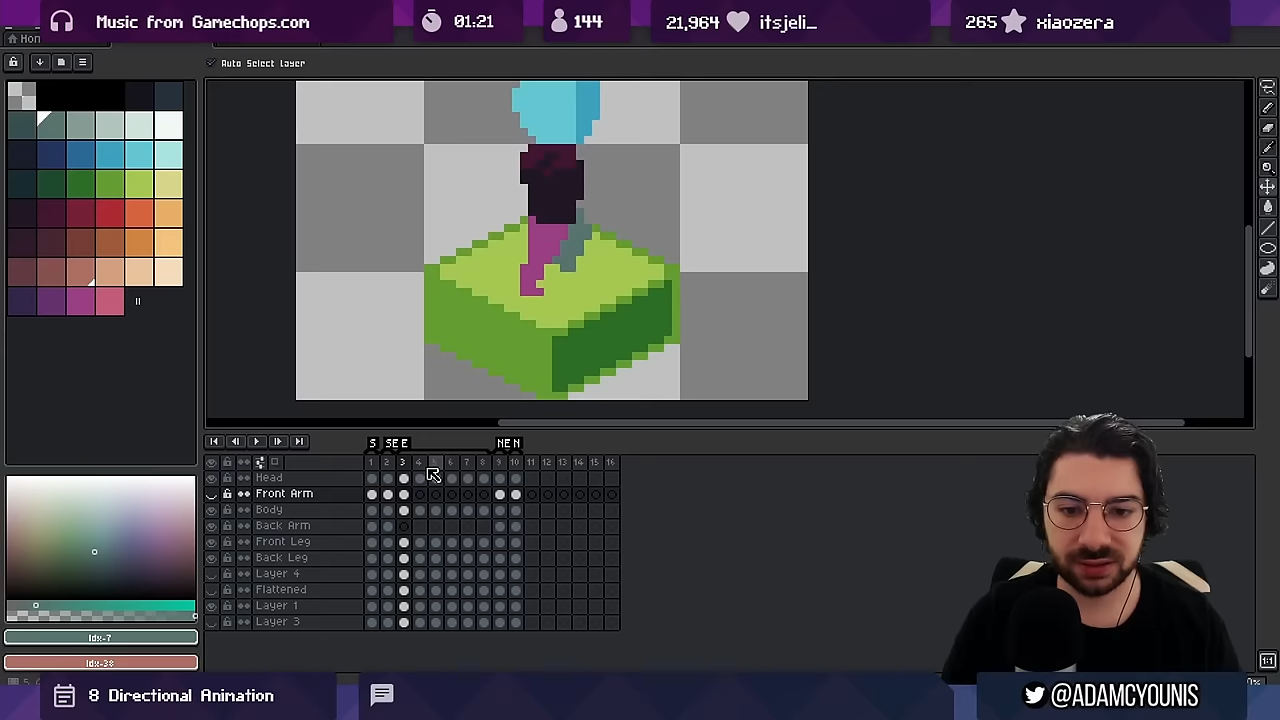 Music from Gamechops.com
01:21
144
21,964 itsjeli_
265 xiaozera
Hon
Auto Select Layer
S SE E NE N
1 2 3 4 5 6 7 8 9 10 11 12 13 14 15 16
Head
Front Arm
Body
Back Arm
Front Leg
Back Leg
Layer 4
Flattened
Layer 1
Layer 3
Idx-7
Idx-38
1:1
8 Directional Animation
@ADAMCYOUNIS